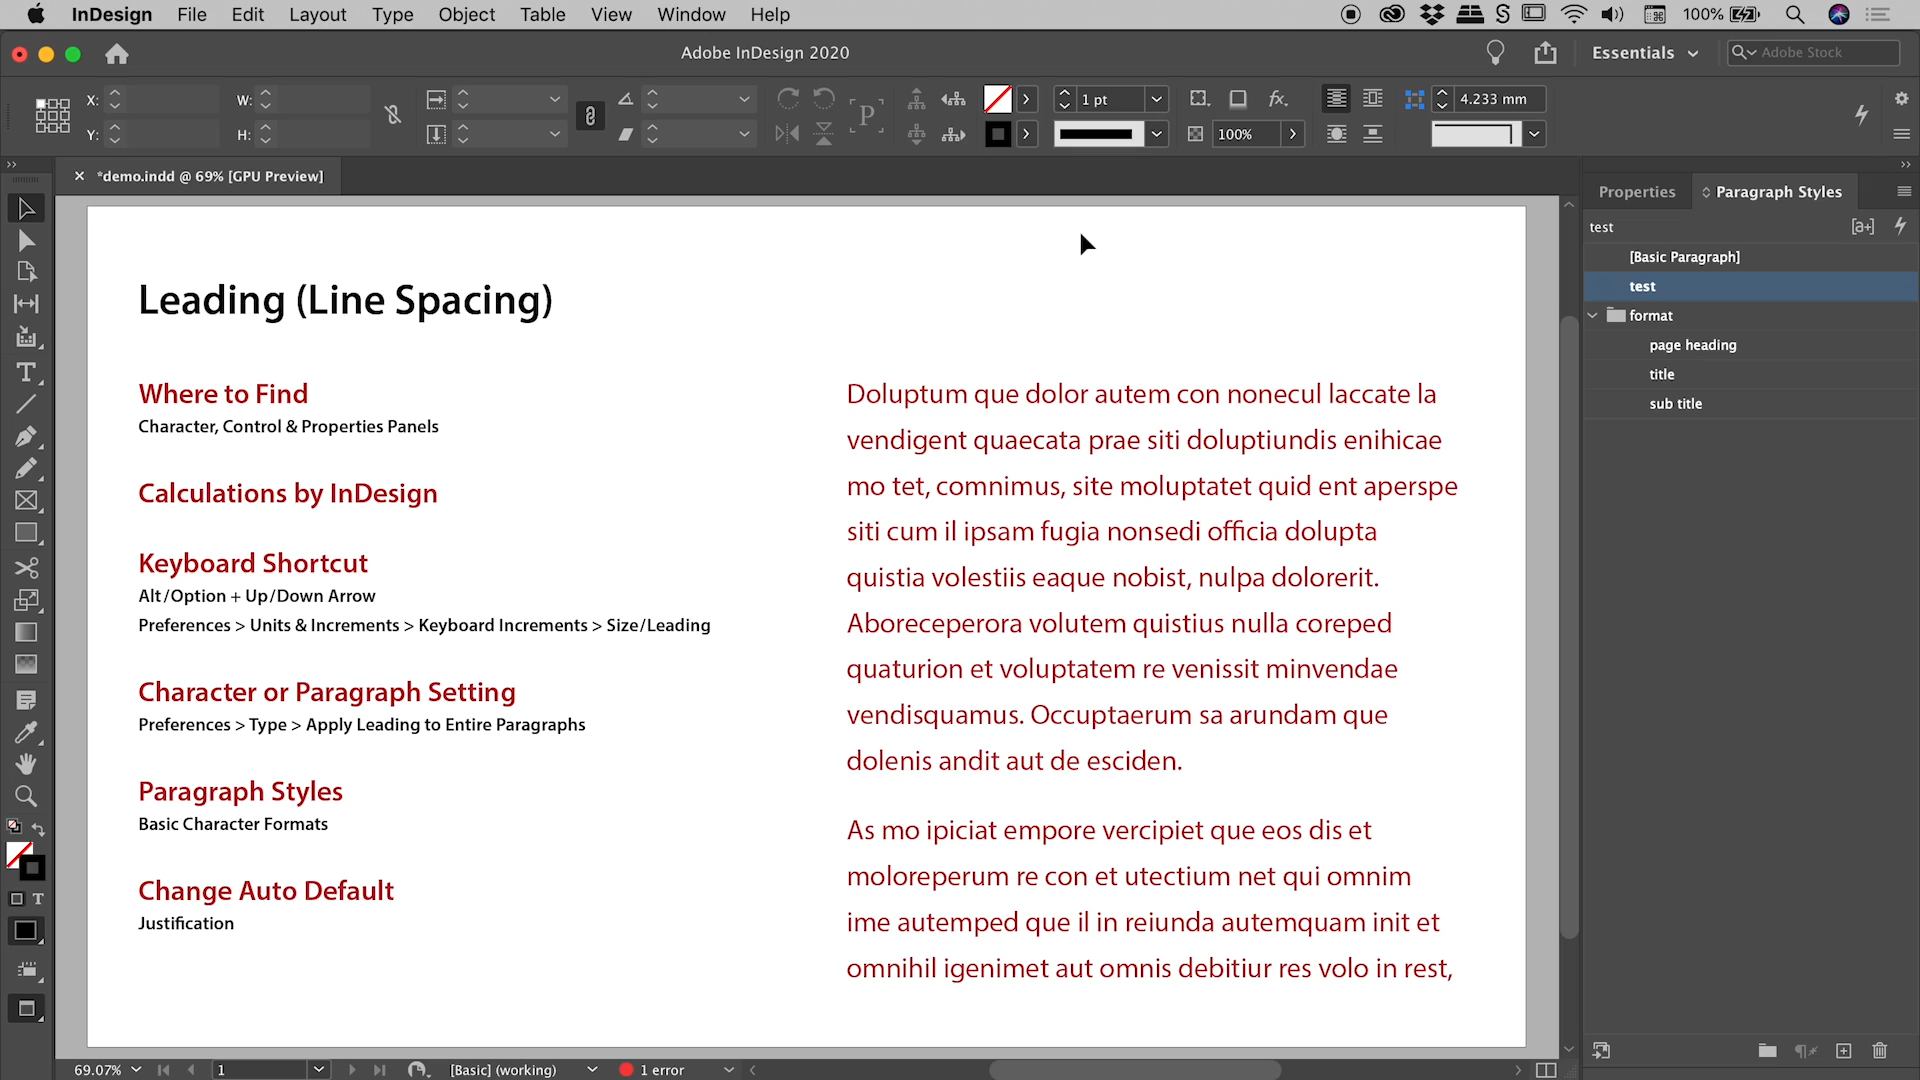 InDesign File Edit Layout Type Object Table View Window Help 100%
Adobe InDesign 2020 Essentials Adobe Stock
X: W: 1 pt fx. 4.233 mm
Y: H: P 100%
*demo.indd @ 69% [GPU Preview]
Properties Paragraph Styles
test [a+]
[Basic Paragraph]
test
format
page heading
title
sub title
Leading (Line Spacing)
Where to Find
Character, Control & Properties Panels
Calculations by InDesign
Keyboard Shortcut
Alt/Option + Up/Down Arrow
Preferences > Units & Increments > Keyboard Increments > Size/Leading
Character or Paragraph Setting
Preferences > Type > Apply Leading to Entire Paragraphs
Paragraph Styles
Basic Character Formats
Change Auto Default
Justification
Doluptum que dolor autem con nonecul laccate la
vendigent quaecata prae siti doluptiundis enihicae
mo tet, comnimus, site moluptatet quid ent aperspe
siti cum il ipsam fugia nonsedi officia dolupta
quistia volestiis eaque nobist, nulpa dolorerit.
Aboreceperora volutem quistius nulla coreped
quaturion et voluptatem re venissit minvendae
vendisquamus. Occuptaerum sa arundam que
dolenis andit aut de esciden.
As mo ipiciat empore vercipiet que eos dis et
moloreperum re con et utectium net qui omnim
ime autemped que il in reiunda autemquam init et
omnihil igenimet aut omnis debitiur res volo in rest,
69.07% 1 [Basic] (working) 1 error